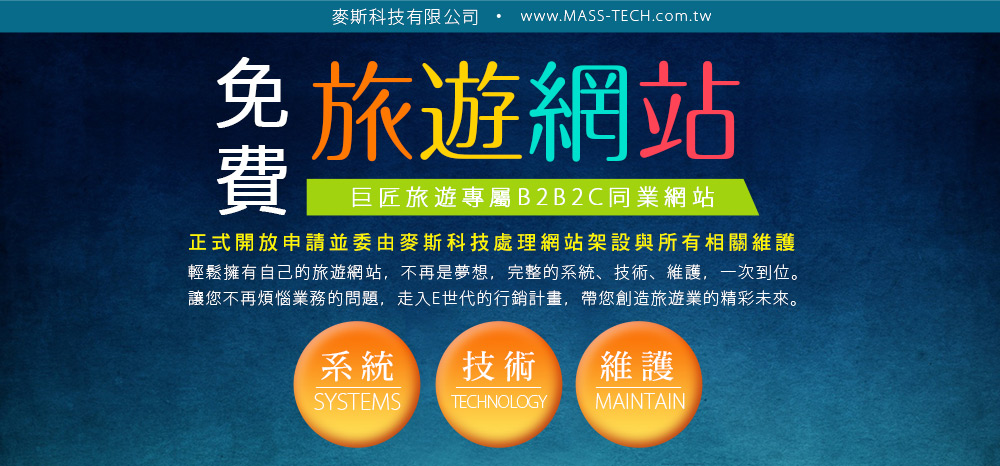 麥斯科技有限公司 • www.MASS-TECH.com.tw
免費 旅遊網站
巨匠旅遊專屬B2B2C同業網站
正式開放申請並委由麥斯科技處理網站架設與所有相關維護
輕鬆擁有自己的旅遊網站，不再是夢想，完整的系統、技術、維護，一次到位。
讓您不再煩惱業務的問題，走入E世代的行銷計畫，帶您創造旅遊業的精彩未來。
系統
SYSTEMS
技術
TECHNOLOGY
維護
MAINTAIN